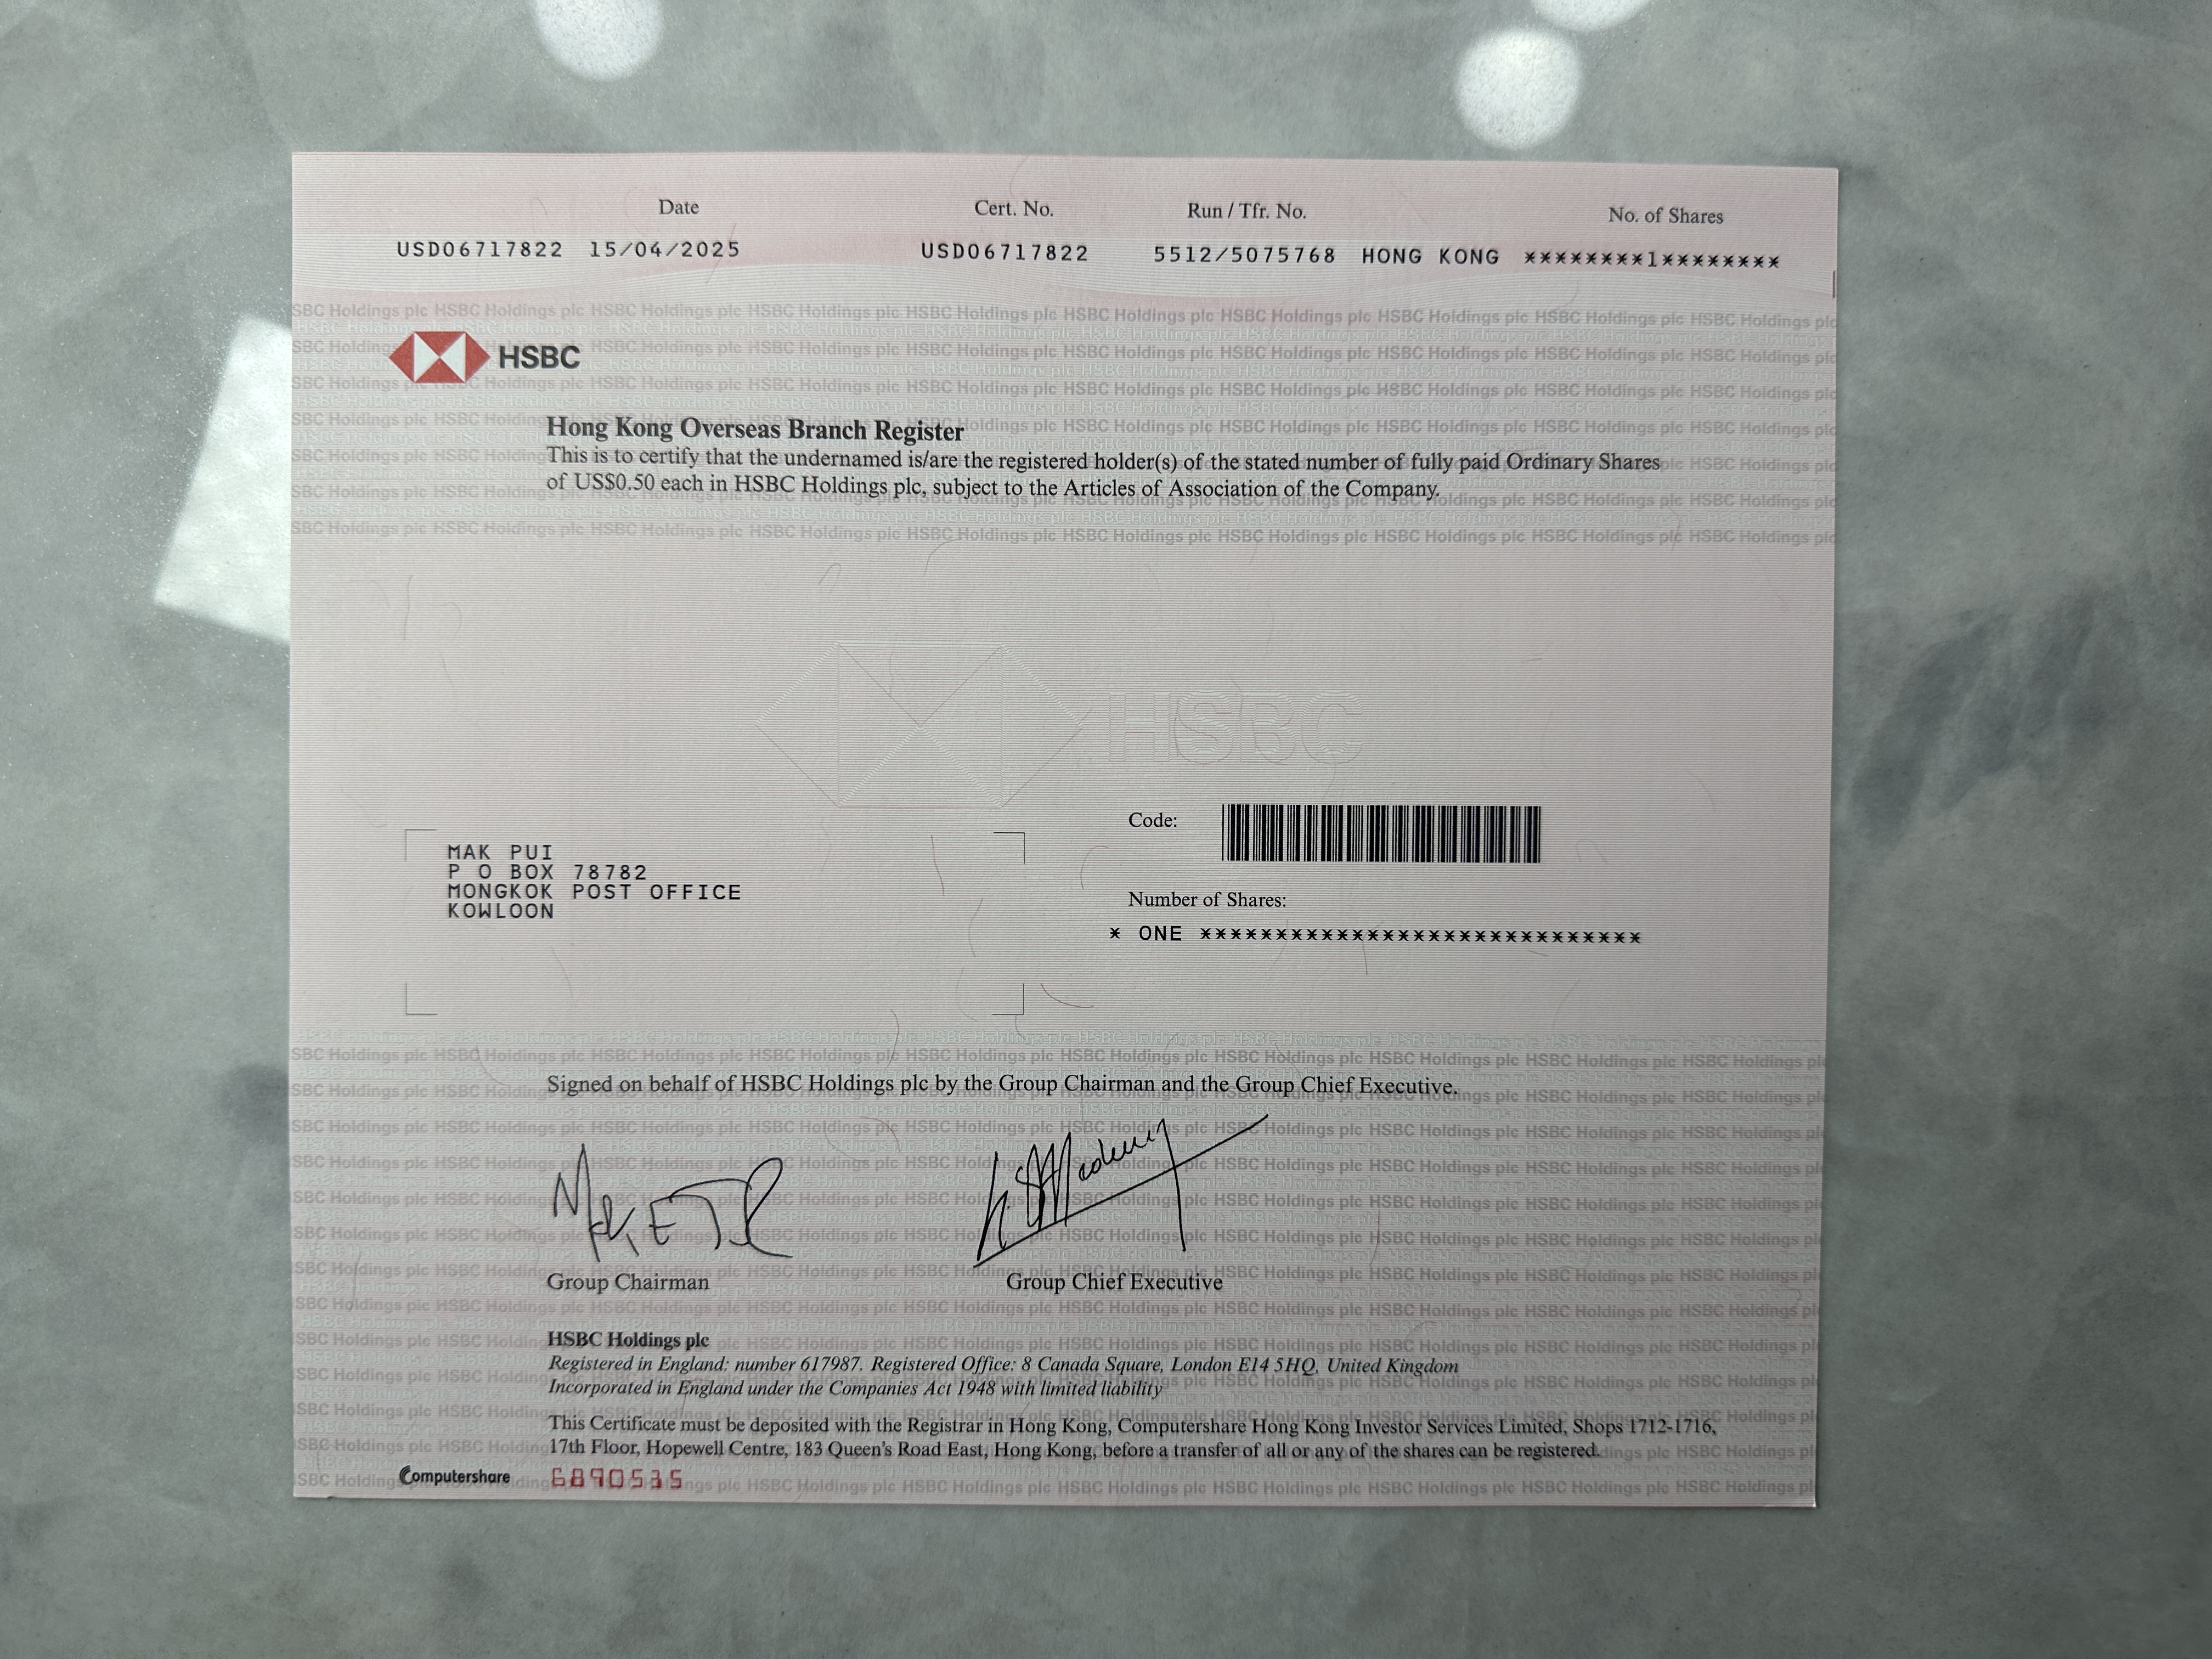 Date Cert. No. Run / Tfr. No. No. of Shares
USD06717822 15/04/2025 USD06717822 5512/5075768 HONG KONG ********1********
HSBC
Hong Kong Overseas Branch Register
This is to certify that the undernamed is/are the registered holder(s) of the stated number of fully paid Ordinary Shares
of US$0.50 each in HSBC Holdings plc, subject to the Articles of Association of the Company.
HSBC
Code:
MAK PUI
P O BOX 78782
MONGKOK POST OFFICE
KOWLOON
Number of Shares:
* ONE *****************************
Signed on behalf of HSBC Holdings plc by the Group Chairman and the Group Chief Executive.
Group Chairman Group Chief Executive
HSBC Holdings plc
Registered in England: number 617987. Registered Office: 8 Canada Square, London E14 5HQ, United Kingdom
Incorporated in England under the Companies Act 1948 with limited liability
This Certificate must be deposited with the Registrar in Hong Kong, Computershare Hong Kong Investor Services Limited, Shops 1712-1716,
17th Floor, Hopewell Centre, 183 Queen's Road East, Hong Kong, before a transfer of all or any of the shares can be registered.
Computershare 6890535